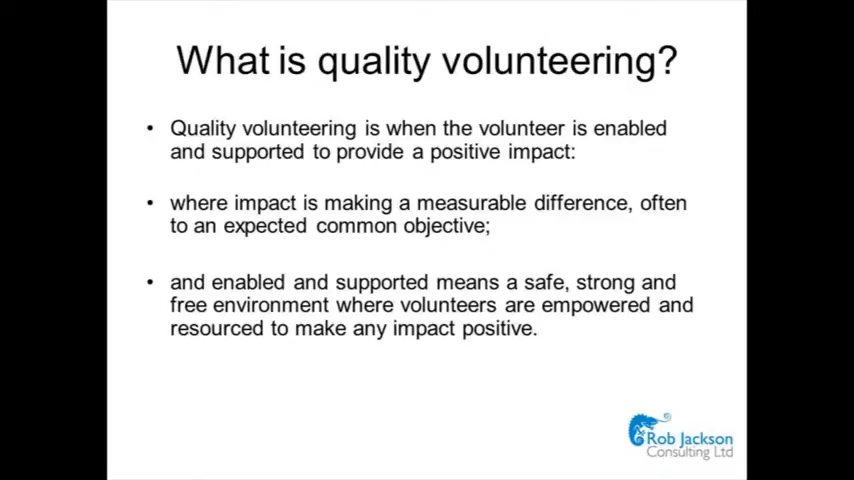 What is quality volunteering?
• Quality volunteering is when the volunteer is enabled
and supported to provide a positive impact:
• where impact is making a measurable difference, often
to an expected common objective;
• and enabled and supported means a safe, strong and
free environment where volunteers are empowered and
resourced to make any impact positive.
Rob Jackson
Consulting Ltd